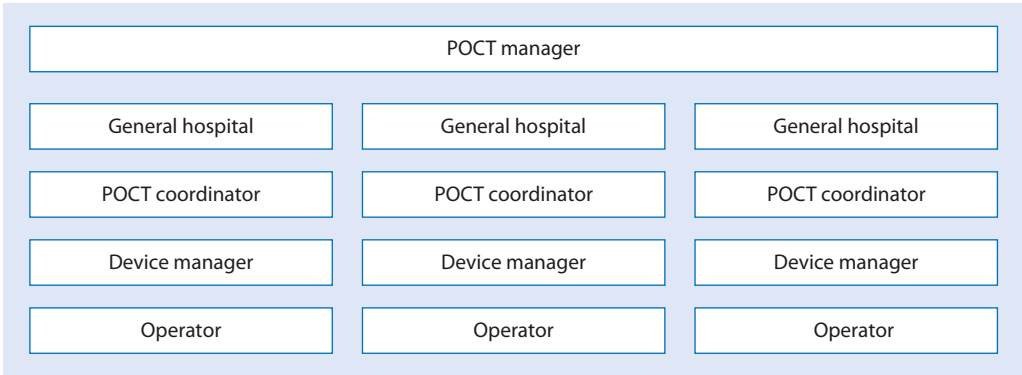 POCT manager
General hospital General hospital General hospital
POCT coordinator POCT coordinator POCT coordinator
Device manager Device manager Device manager
Operator Operator Operator